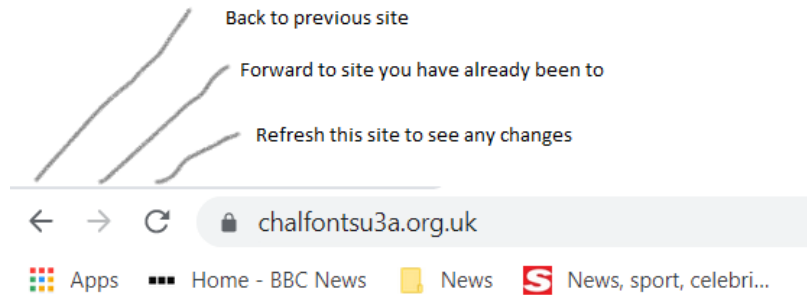 Back to previous site
Forward to site you have already been to
Refresh this site to see any changes
chalfontsu3a.org.uk
Apps Home - BBC News News S News, sport, celebri...